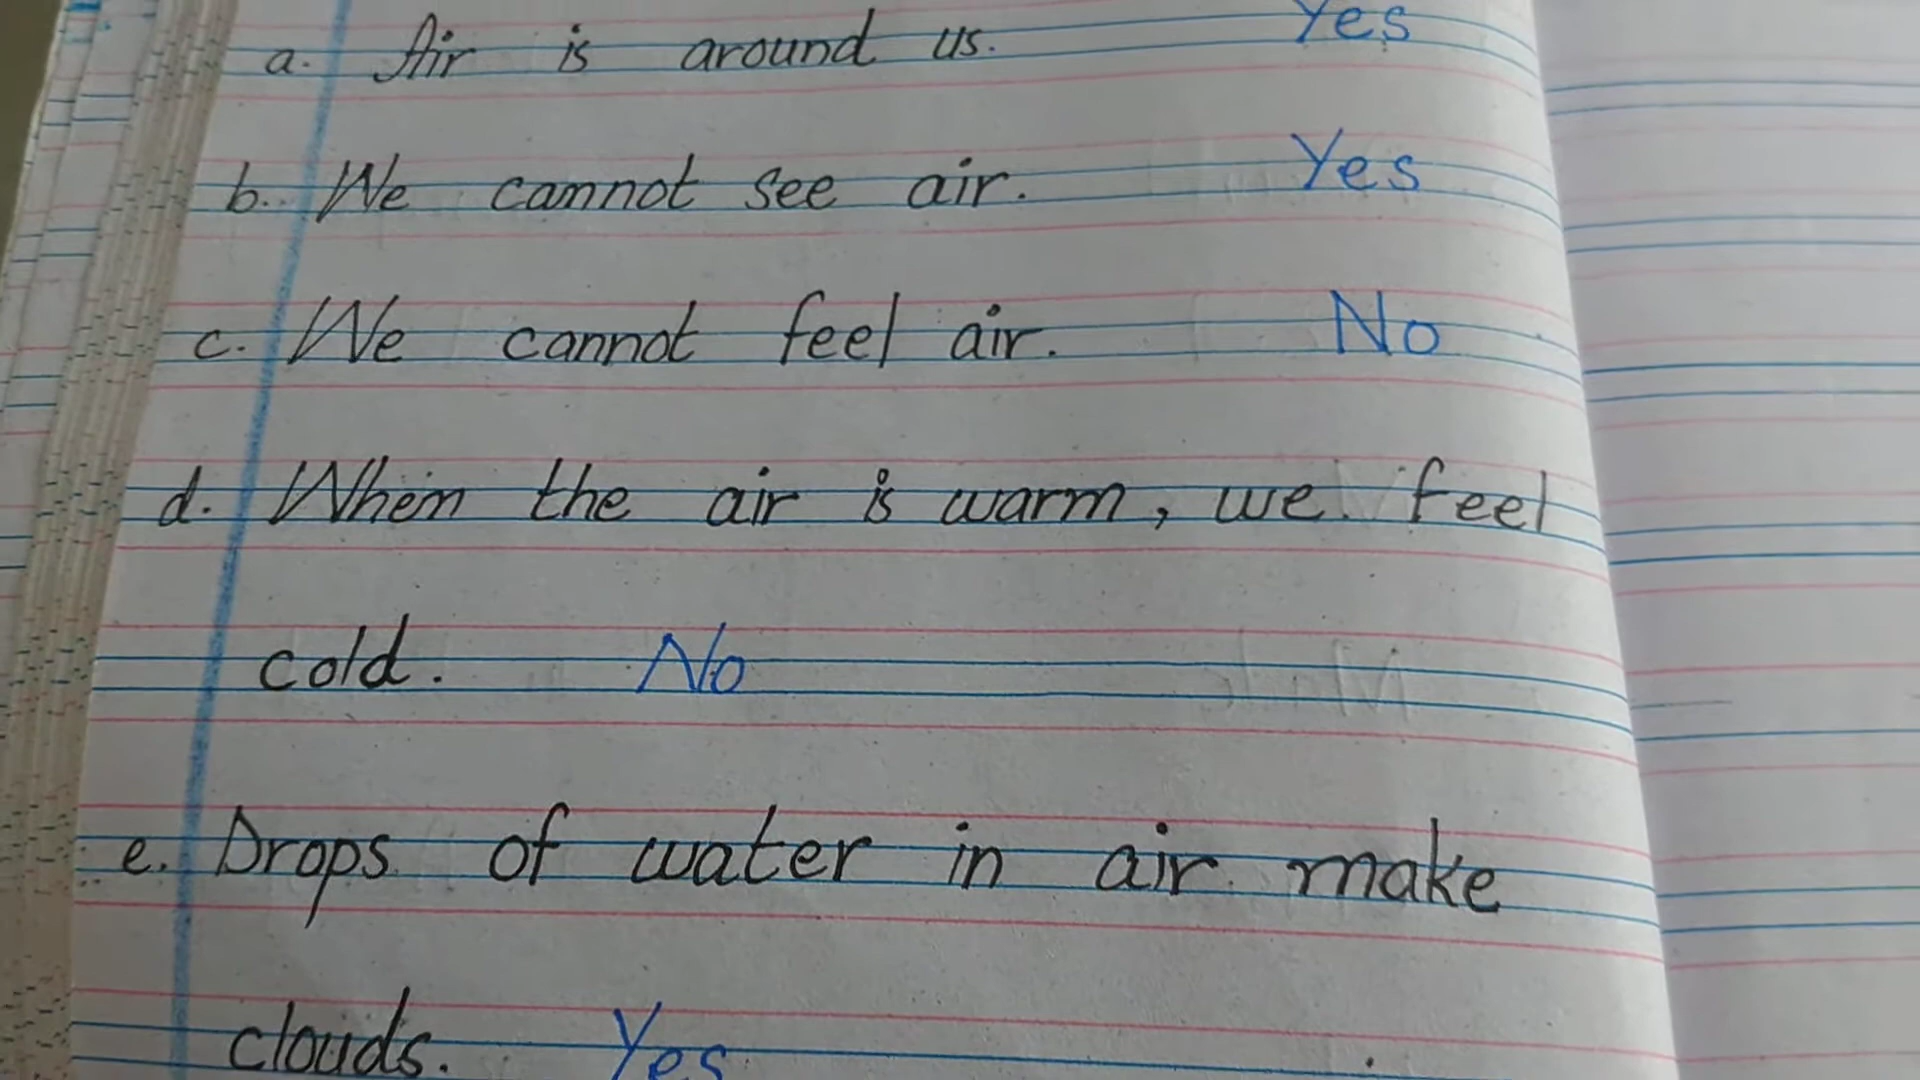 a. Air is around us. Yes
b. We cannot see air. Yes
c. We cannot feel air. No
d. When the air is warm, we feel
cold. No
e. Drops of water in air make
clouds. Yes